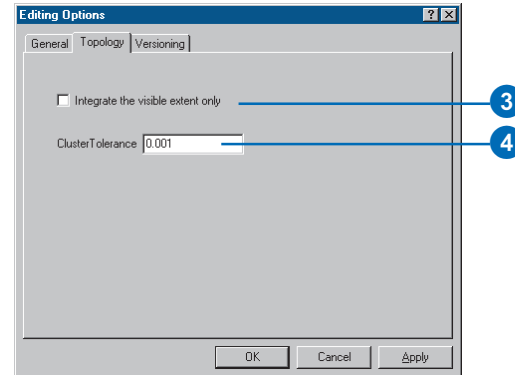 Editing Options
General Topology Versioning
Integrate the visible extent only
3
ClusterTolerance 0.001
4
OK Cancel Apply